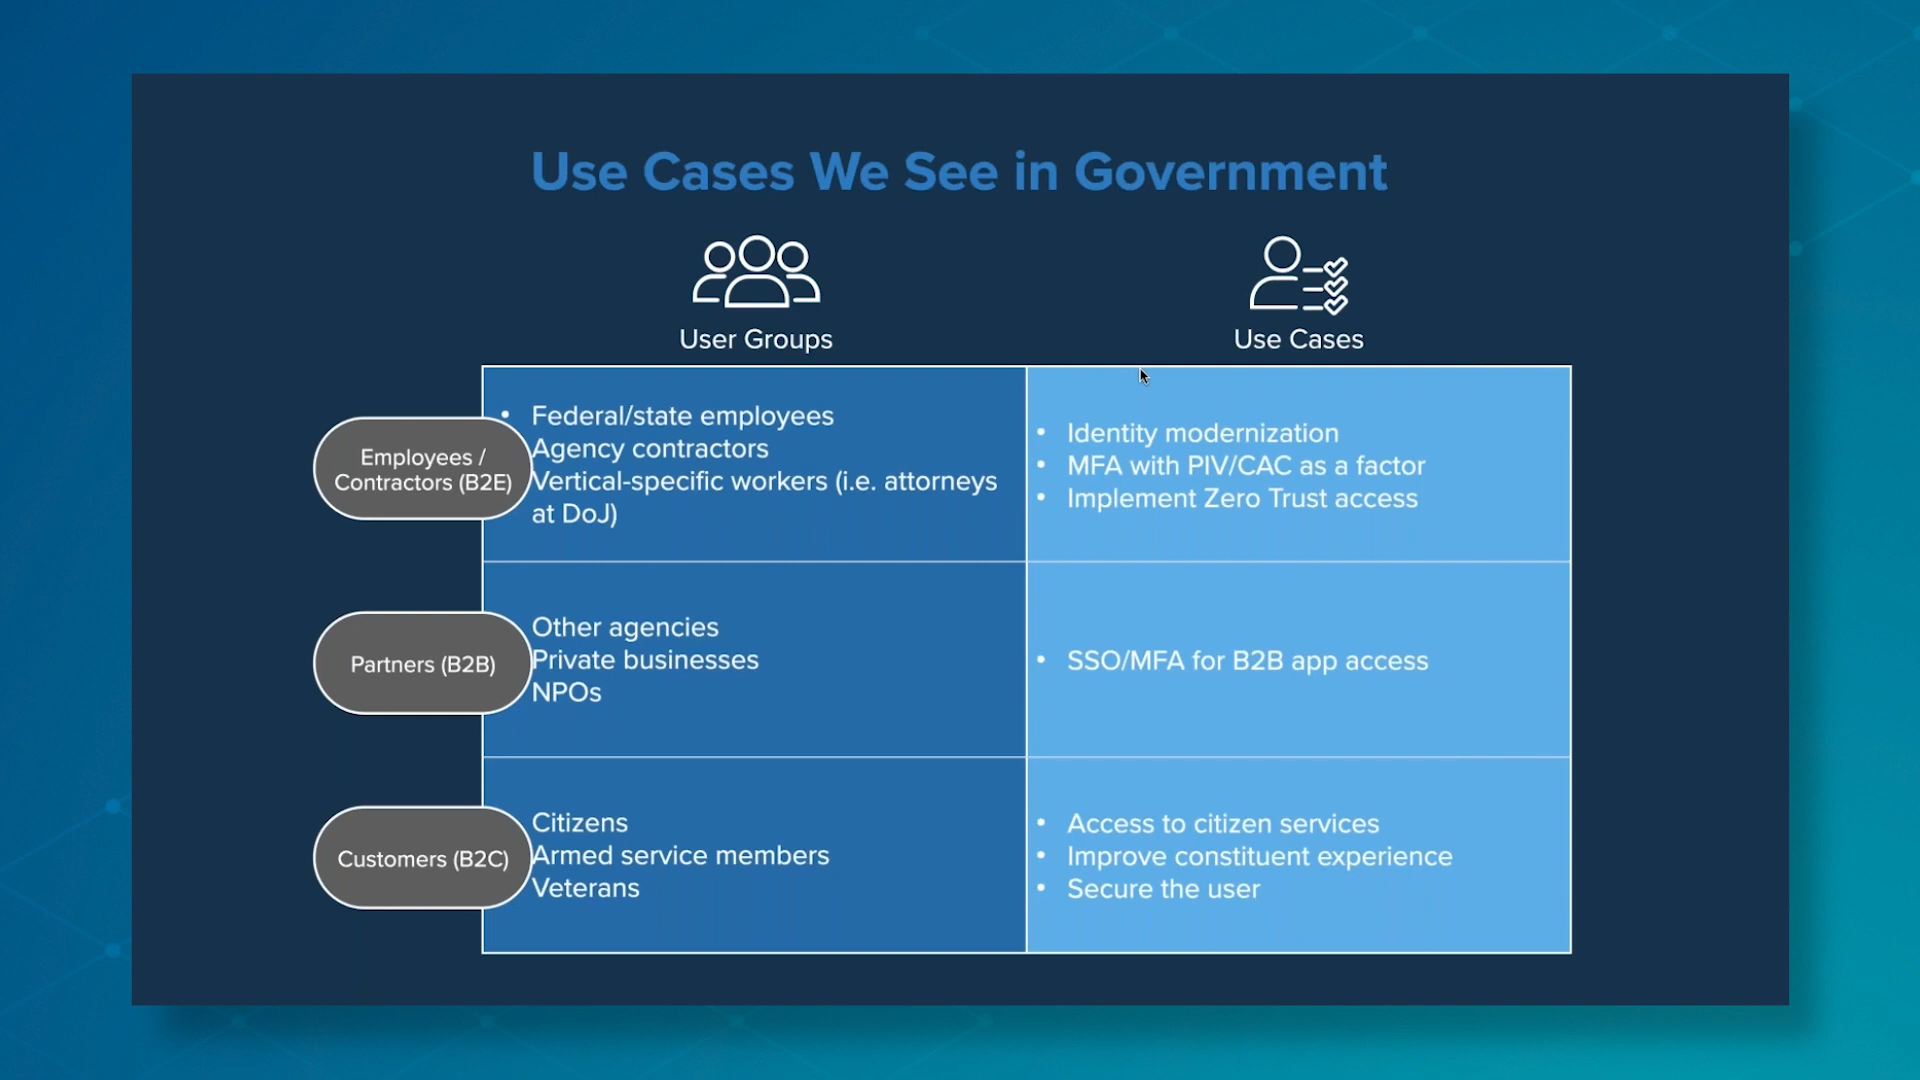 Use Cases We See in Government
User Groups
Use Cases
Employees /
Contractors (B2E)
• Federal/state employees
Agency contractors
Vertical-specific workers (i.e. attorneys
at DoJ)
• Identity modernization
• MFA with PIV/CAC as a factor
• Implement Zero Trust access
Partners (B2B)
Other agencies
Private businesses
NPOs
• SSO/MFA for B2B app access
Customers (B2C)
Citizens
Armed service members
Veterans
• Access to citizen services
• Improve constituent experience
• Secure the user